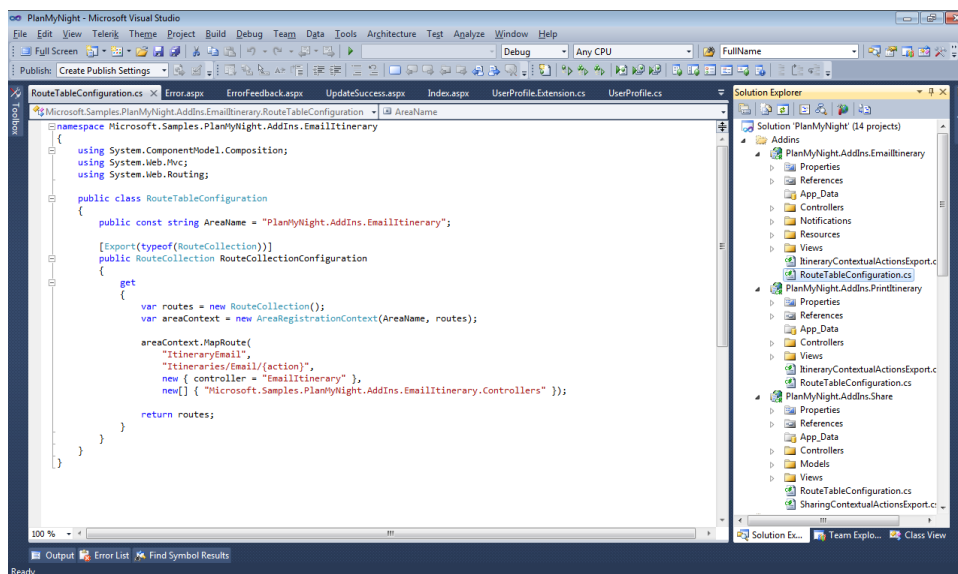 PlanMyNight - Microsoft Visual Studio
File Edit View Telerik Theme Project Build Debug Team Data Tools Architecture Test Analyze Window Help
Full Screen Debug Any CPU FullName
Publish: Create Publish Settings
RouteTableConfiguration.cs Error.aspx ErrorFeedback.aspx UpdateSuccess.aspx Index.aspx UserProfile.Extension.cs UserProfile.cs
Toolbox
Microsoft.Samples.PlanMyNight.AddIns.EmailItinerary.RouteTableConfiguration AreaName
namespace Microsoft.Samples.PlanMyNight.AddIns.EmailItinerary
{
using System.ComponentModel.Composition;
using System.Web.Mvc;
using System.Web.Routing;
public class RouteTableConfiguration
{
public const string AreaName = "PlanMyNight.AddIns.EmailItinerary";
[Export(typeof(RouteCollection))]
public RouteCollection RouteCollectionConfiguration
{
get
{
var routes = new RouteCollection();
var areaContext = new AreaRegistrationContext(AreaName, routes);
areaContext.MapRoute(
"ItineraryEmail",
"Itineraries/Email/{action}",
new { controller = "EmailItinerary" },
new[] { "Microsoft.Samples.PlanMyNight.AddIns.EmailItinerary.Controllers" });
return routes;
}
}
}
}
100 %
Solution Explorer
Solution 'PlanMyNight' (14 projects)
Addins
PlanMyNight.AddIns.EmailItinerary
Properties
References
App_Data
Controllers
Notifications
Resources
Views
ItineraryContextualActionsExport.c
RouteTableConfiguration.cs
PlanMyNight.AddIns.PrintItinerary
Properties
References
App_Data
Controllers
Views
ItineraryContextualActionsExport.c
RouteTableConfiguration.cs
PlanMyNight.AddIns.Share
Properties
References
App_Data
Controllers
Models
Views
RouteTableConfiguration.cs
SharingContextualActionsExport.c
Solution Ex... Team Explo... Class View
Output Error List Find Symbol Results
Ready